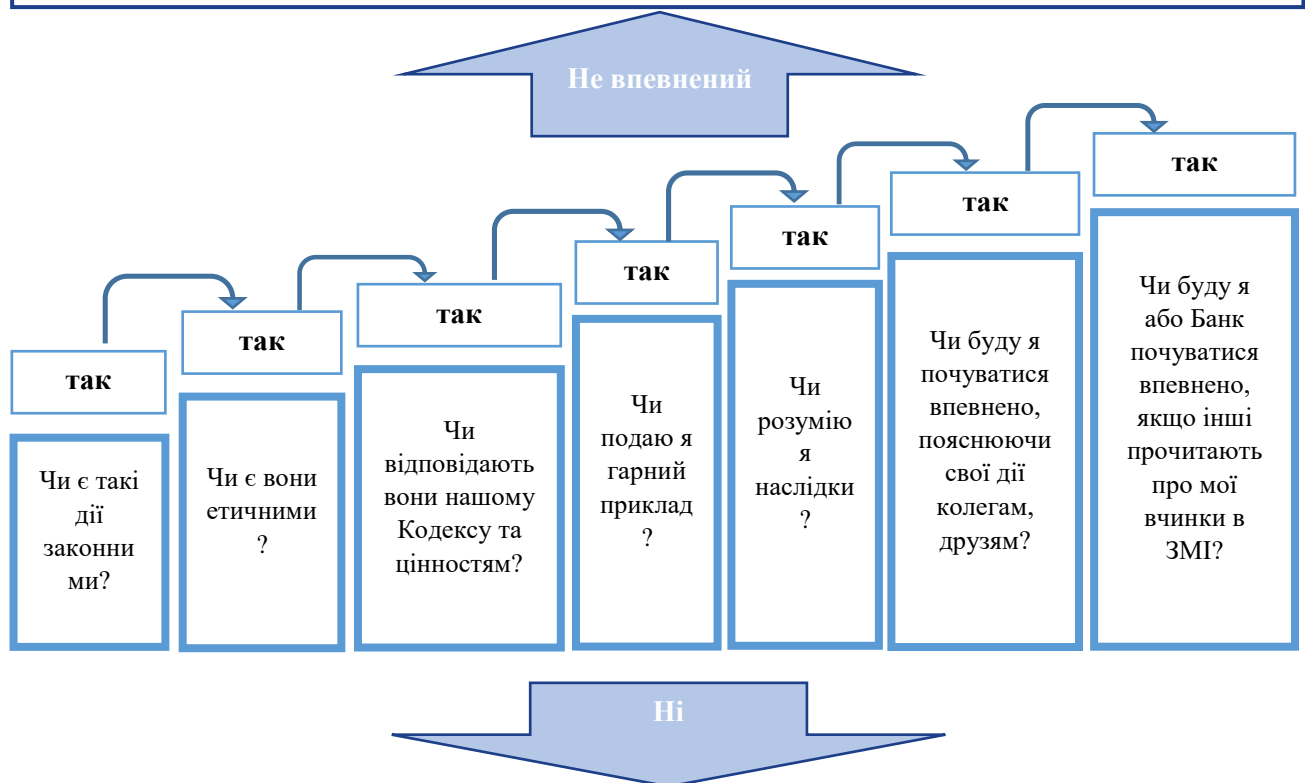 Не впевнений
так
так
так
так
так
так
так
Чи є такі
дії
законни
ми?
Чи є вони
етичними
?
Чи
відповідають
вони нашому
Кодексу та
цінностям?
Чи
подаю я
гарний
приклад
?
Чи
розумію
я
наслідки
?
Чи буду я
почуватися
впевнено,
пояснюючи
свої дії
колегам,
друзям?
Чи буду я
або Банк
почуватися
впевнено,
якщо інші
прочитають
про мої
вчинки в
ЗМІ?
Ні